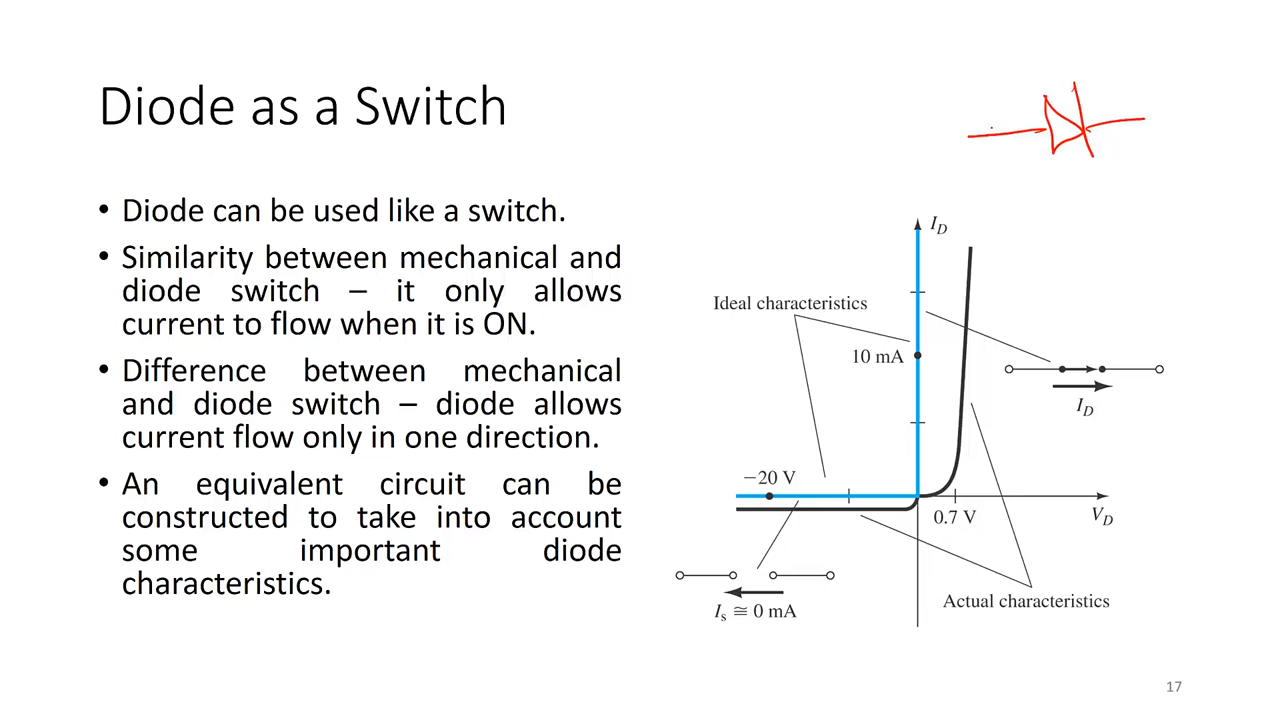 Diode as a Switch
• Diode can be used like a switch.
• Similarity between mechanical and
diode switch – it only allows
current to flow when it is ON.
• Difference between mechanical
and diode switch – diode allows
current flow only in one direction.
• An equivalent circuit can be
constructed to take into account
some important diode
characteristics.
I_D
Ideal characteristics
10 mA
I_D
−20 V
0.7 V
V_D
I_s ≅ 0 mA
Actual characteristics
17